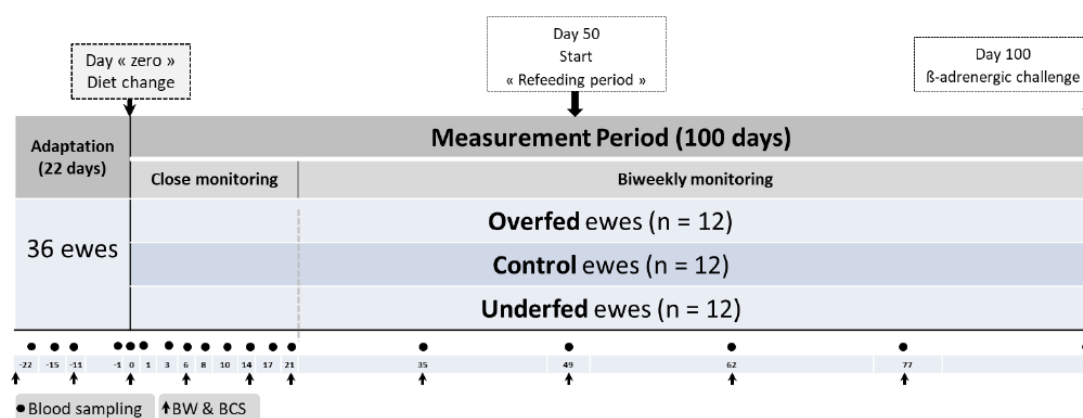 Day 50
Start
« Refeeding period »
Day « zero »
Diet change
Day 100
ß-adrenergic challenge
Adaptation
(22 days)
Measurement Period (100 days)
Close monitoring
Biweekly monitoring
36 ewes
Overfed ewes (n = 12)
Control ewes (n = 12)
Underfed ewes (n = 12)
-22 -15 -11 -1 0 1 3 6 8 10 14 17 21 35 49 62 77
Blood sampling
BW & BCS